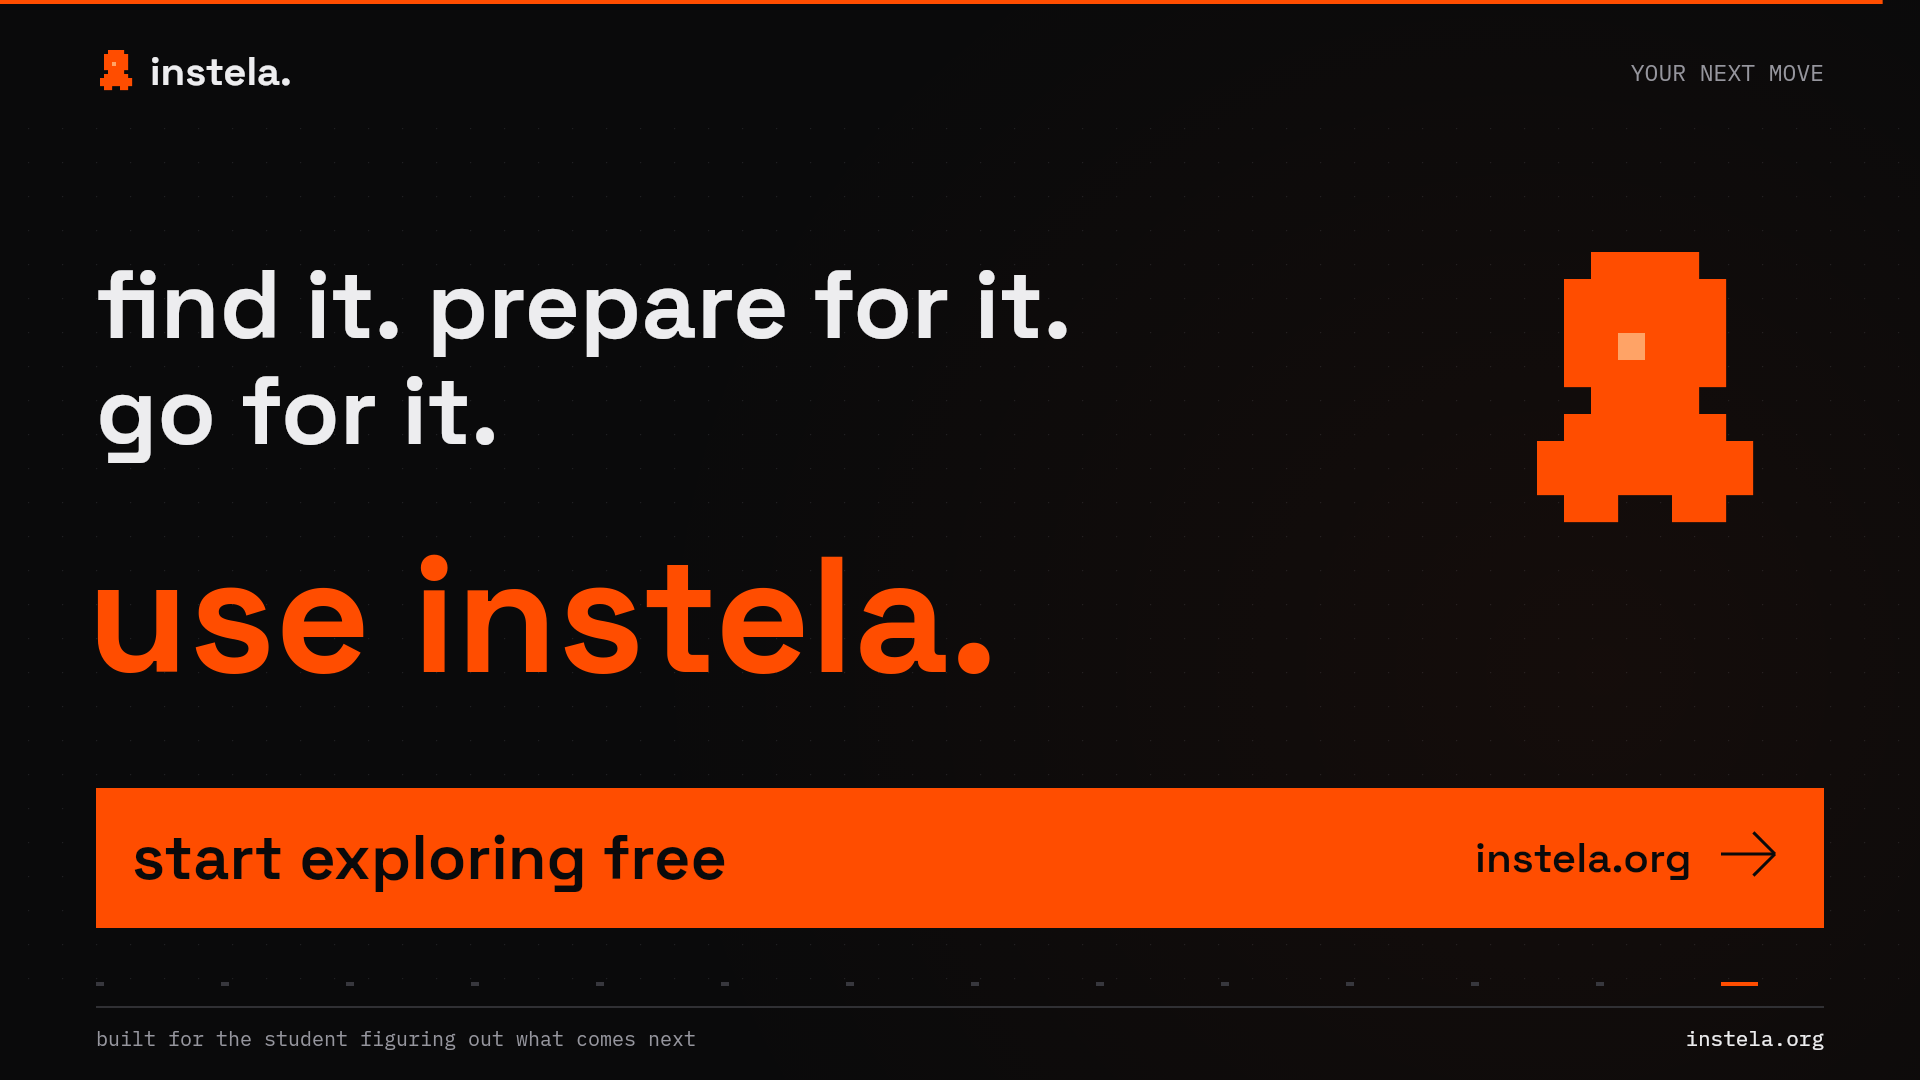 instela.
YOUR NEXT MOVE
find it. prepare for it.
go for it.
use instela.
start exploring free
instela.org
built for the student figuring out what comes next
instela.org